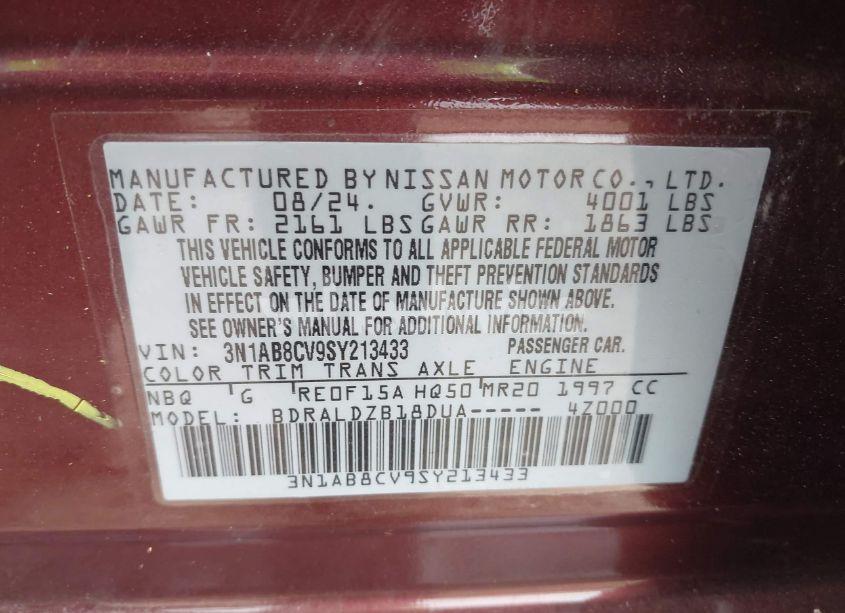 MANUFACTURED BY NISSAN MOTOR CO., LTD.
DATE: 08/24. GVWR: 4001 LBS
GAWR FR: 2161 LBS GAWR RR: 1863 LBS
THIS VEHICLE CONFORMS TO ALL APPLICABLE FEDERAL MOTOR
VEHICLE SAFETY, BUMPER AND THEFT PREVENTION STANDARDS
IN EFFECT ON THE DATE OF MANUFACTURE SHOWN ABOVE.
SEE OWNER'S MANUAL FOR ADDITIONAL INFORMATION.
VIN: 3N1AB8CV9SY213433 PASSENGER CAR.
COLOR TRIM TRANS AXLE ENGINE
NBQ G RE0F15A HQ50 MR20 1997 CC
MODEL: BDRALDZB18DUA----- 4Z000
3N1AB8CV9SY213433